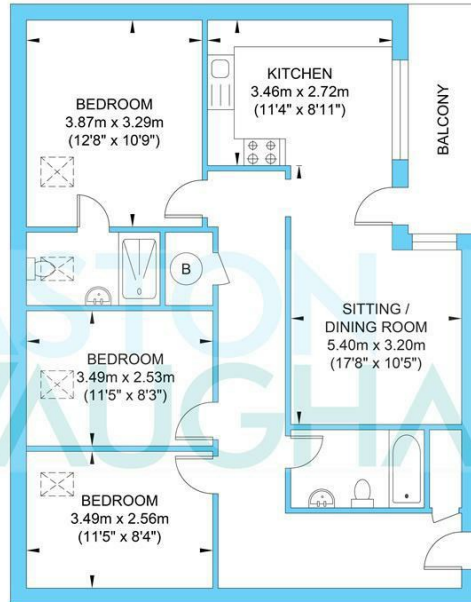 KITCHEN
3.46m x 2.72m
(11'4" x 8'11")
BEDROOM
3.87m x 3.29m
(12'8" x 10'9")
BALCONY
B
SITTING /
DINING ROOM
5.40m x 3.20m
(17'8" x 10'5")
BEDROOM
3.49m x 2.53m
(11'5" x 8'3")
BEDROOM
3.49m x 2.56m
(11'5" x 8'4")
ASTON
VAUGHA